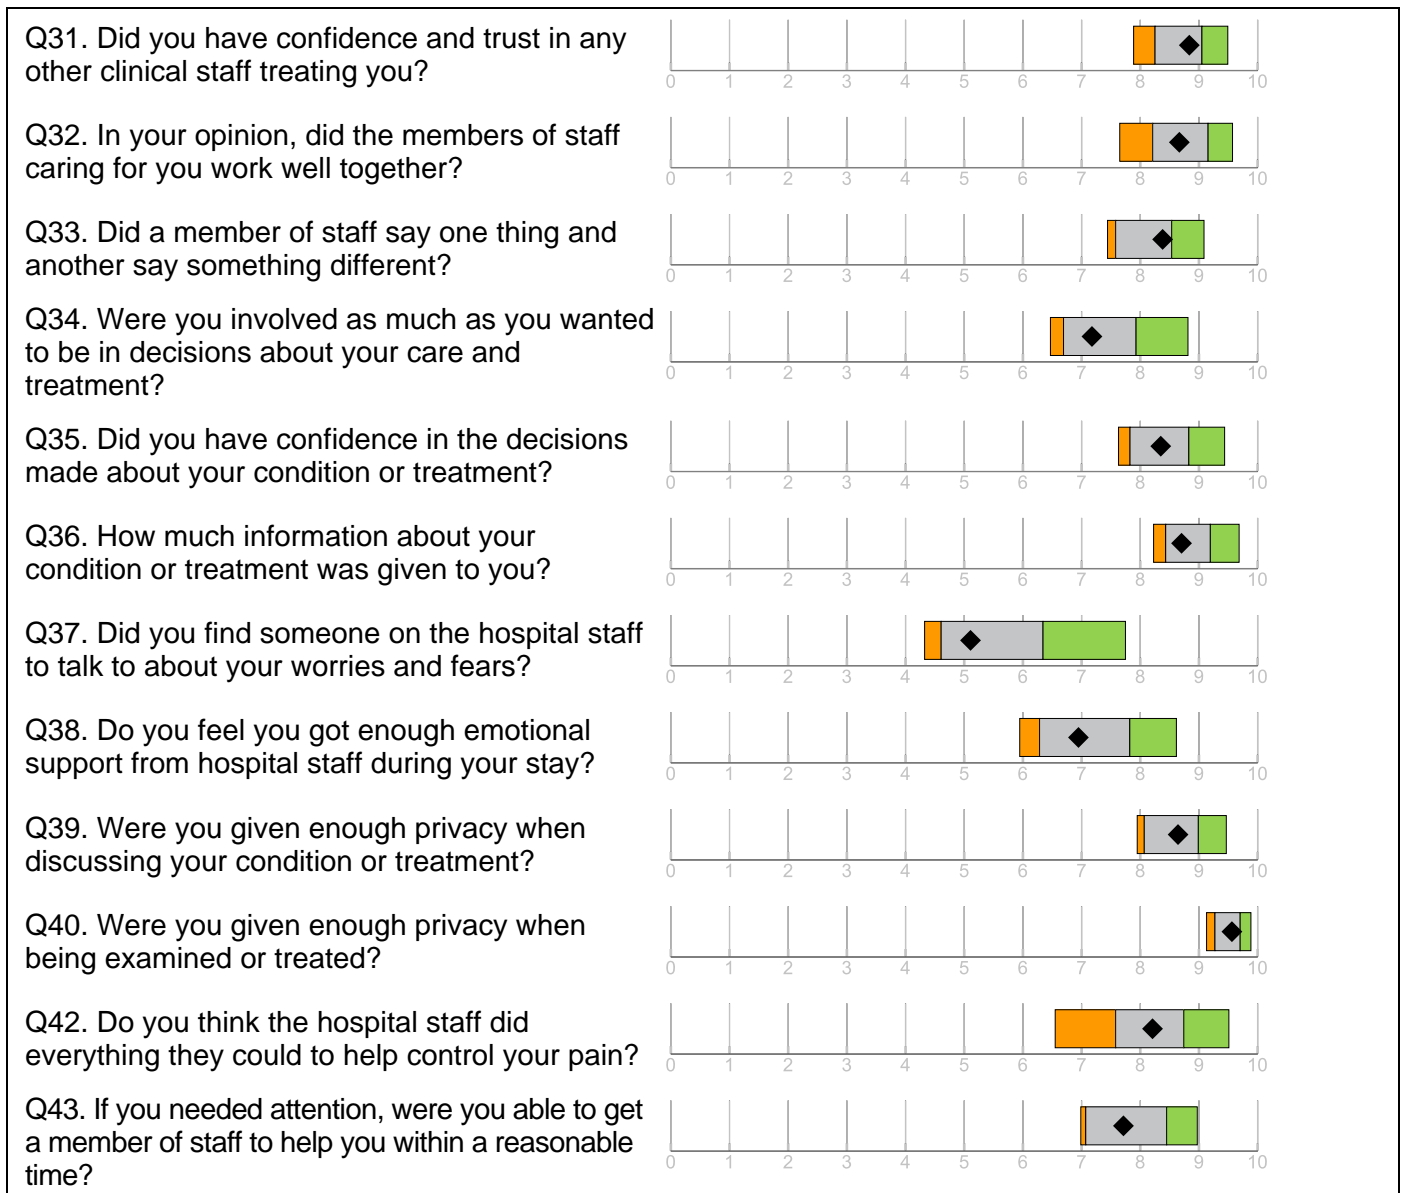 Q31. Did you have confidence and trust in any
other clinical staff treating you?
0 1 2 3 4 5 6 7 8 9 10
Q32. In your opinion, did the members of staff
caring for you work well together?
0 1 2 3 4 5 6 7 8 9 10
Q33. Did a member of staff say one thing and
another say something different?
0 1 2 3 4 5 6 7 8 9 10
Q34. Were you involved as much as you wanted
to be in decisions about your care and
treatment?
0 1 2 3 4 5 6 7 8 9 10
Q35. Did you have confidence in the decisions
made about your condition or treatment?
0 1 2 3 4 5 6 7 8 9 10
Q36. How much information about your
condition or treatment was given to you?
0 1 2 3 4 5 6 7 8 9 10
Q37. Did you find someone on the hospital staff
to talk to about your worries and fears?
0 1 2 3 4 5 6 7 8 9 10
Q38. Do you feel you got enough emotional
support from hospital staff during your stay?
0 1 2 3 4 5 6 7 8 9 10
Q39. Were you given enough privacy when
discussing your condition or treatment?
0 1 2 3 4 5 6 7 8 9 10
Q40. Were you given enough privacy when
being examined or treated?
0 1 2 3 4 5 6 7 8 9 10
Q42. Do you think the hospital staff did
everything they could to help control your pain?
0 1 2 3 4 5 6 7 8 9 10
Q43. If you needed attention, were you able to get
a member of staff to help you within a reasonable
time?
0 1 2 3 4 5 6 7 8 9 10